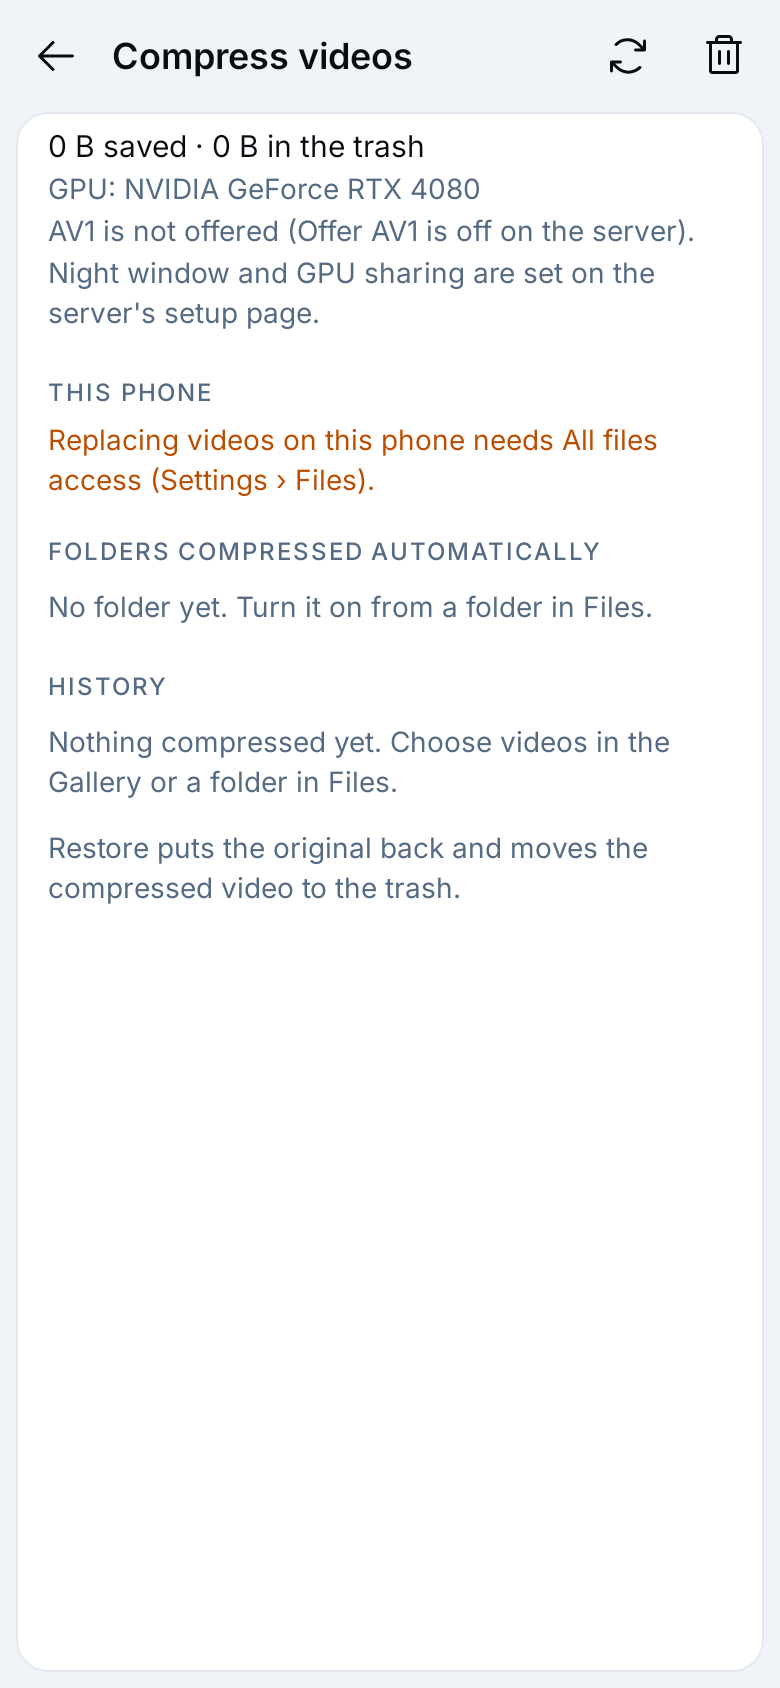 Compress videos
0 B saved · 0 B in the trash
GPU: NVIDIA GeForce RTX 4080
AV1 is not offered (Offer AV1 is off on the server).
Night window and GPU sharing are set on the
server's setup page.
THIS PHONE
Replacing videos on this phone needs All files
access (Settings › Files).
FOLDERS COMPRESSED AUTOMATICALLY
No folder yet. Turn it on from a folder in Files.
HISTORY
Nothing compressed yet. Choose videos in the
Gallery or a folder in Files.
Restore puts the original back and moves the
compressed video to the trash.